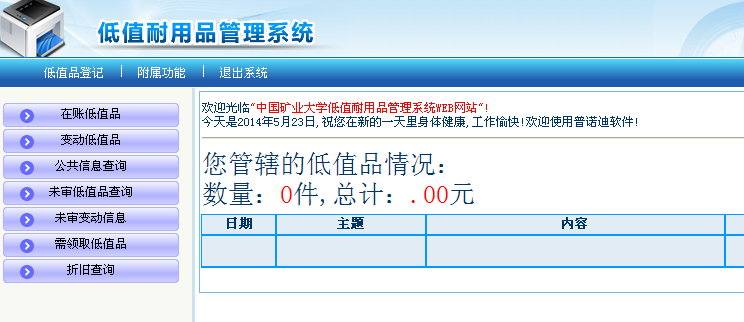 低值耐用品管理系统
低值品登记 附属功能 退出系统
在账低值品
变动低值品
公共信息查询
未审低值品查询
未审变动信息
需领取低值品
折旧查询
欢迎光临"中国矿业大学低值耐用品管理系统WEB网站"!
今天是2014年5月23日,祝您在新的一天里身体健康,工作愉快!欢迎使用普诺迪软件!
您管辖的低值品情况:
数量: 0件,总计: .00元
日期 主题 内容